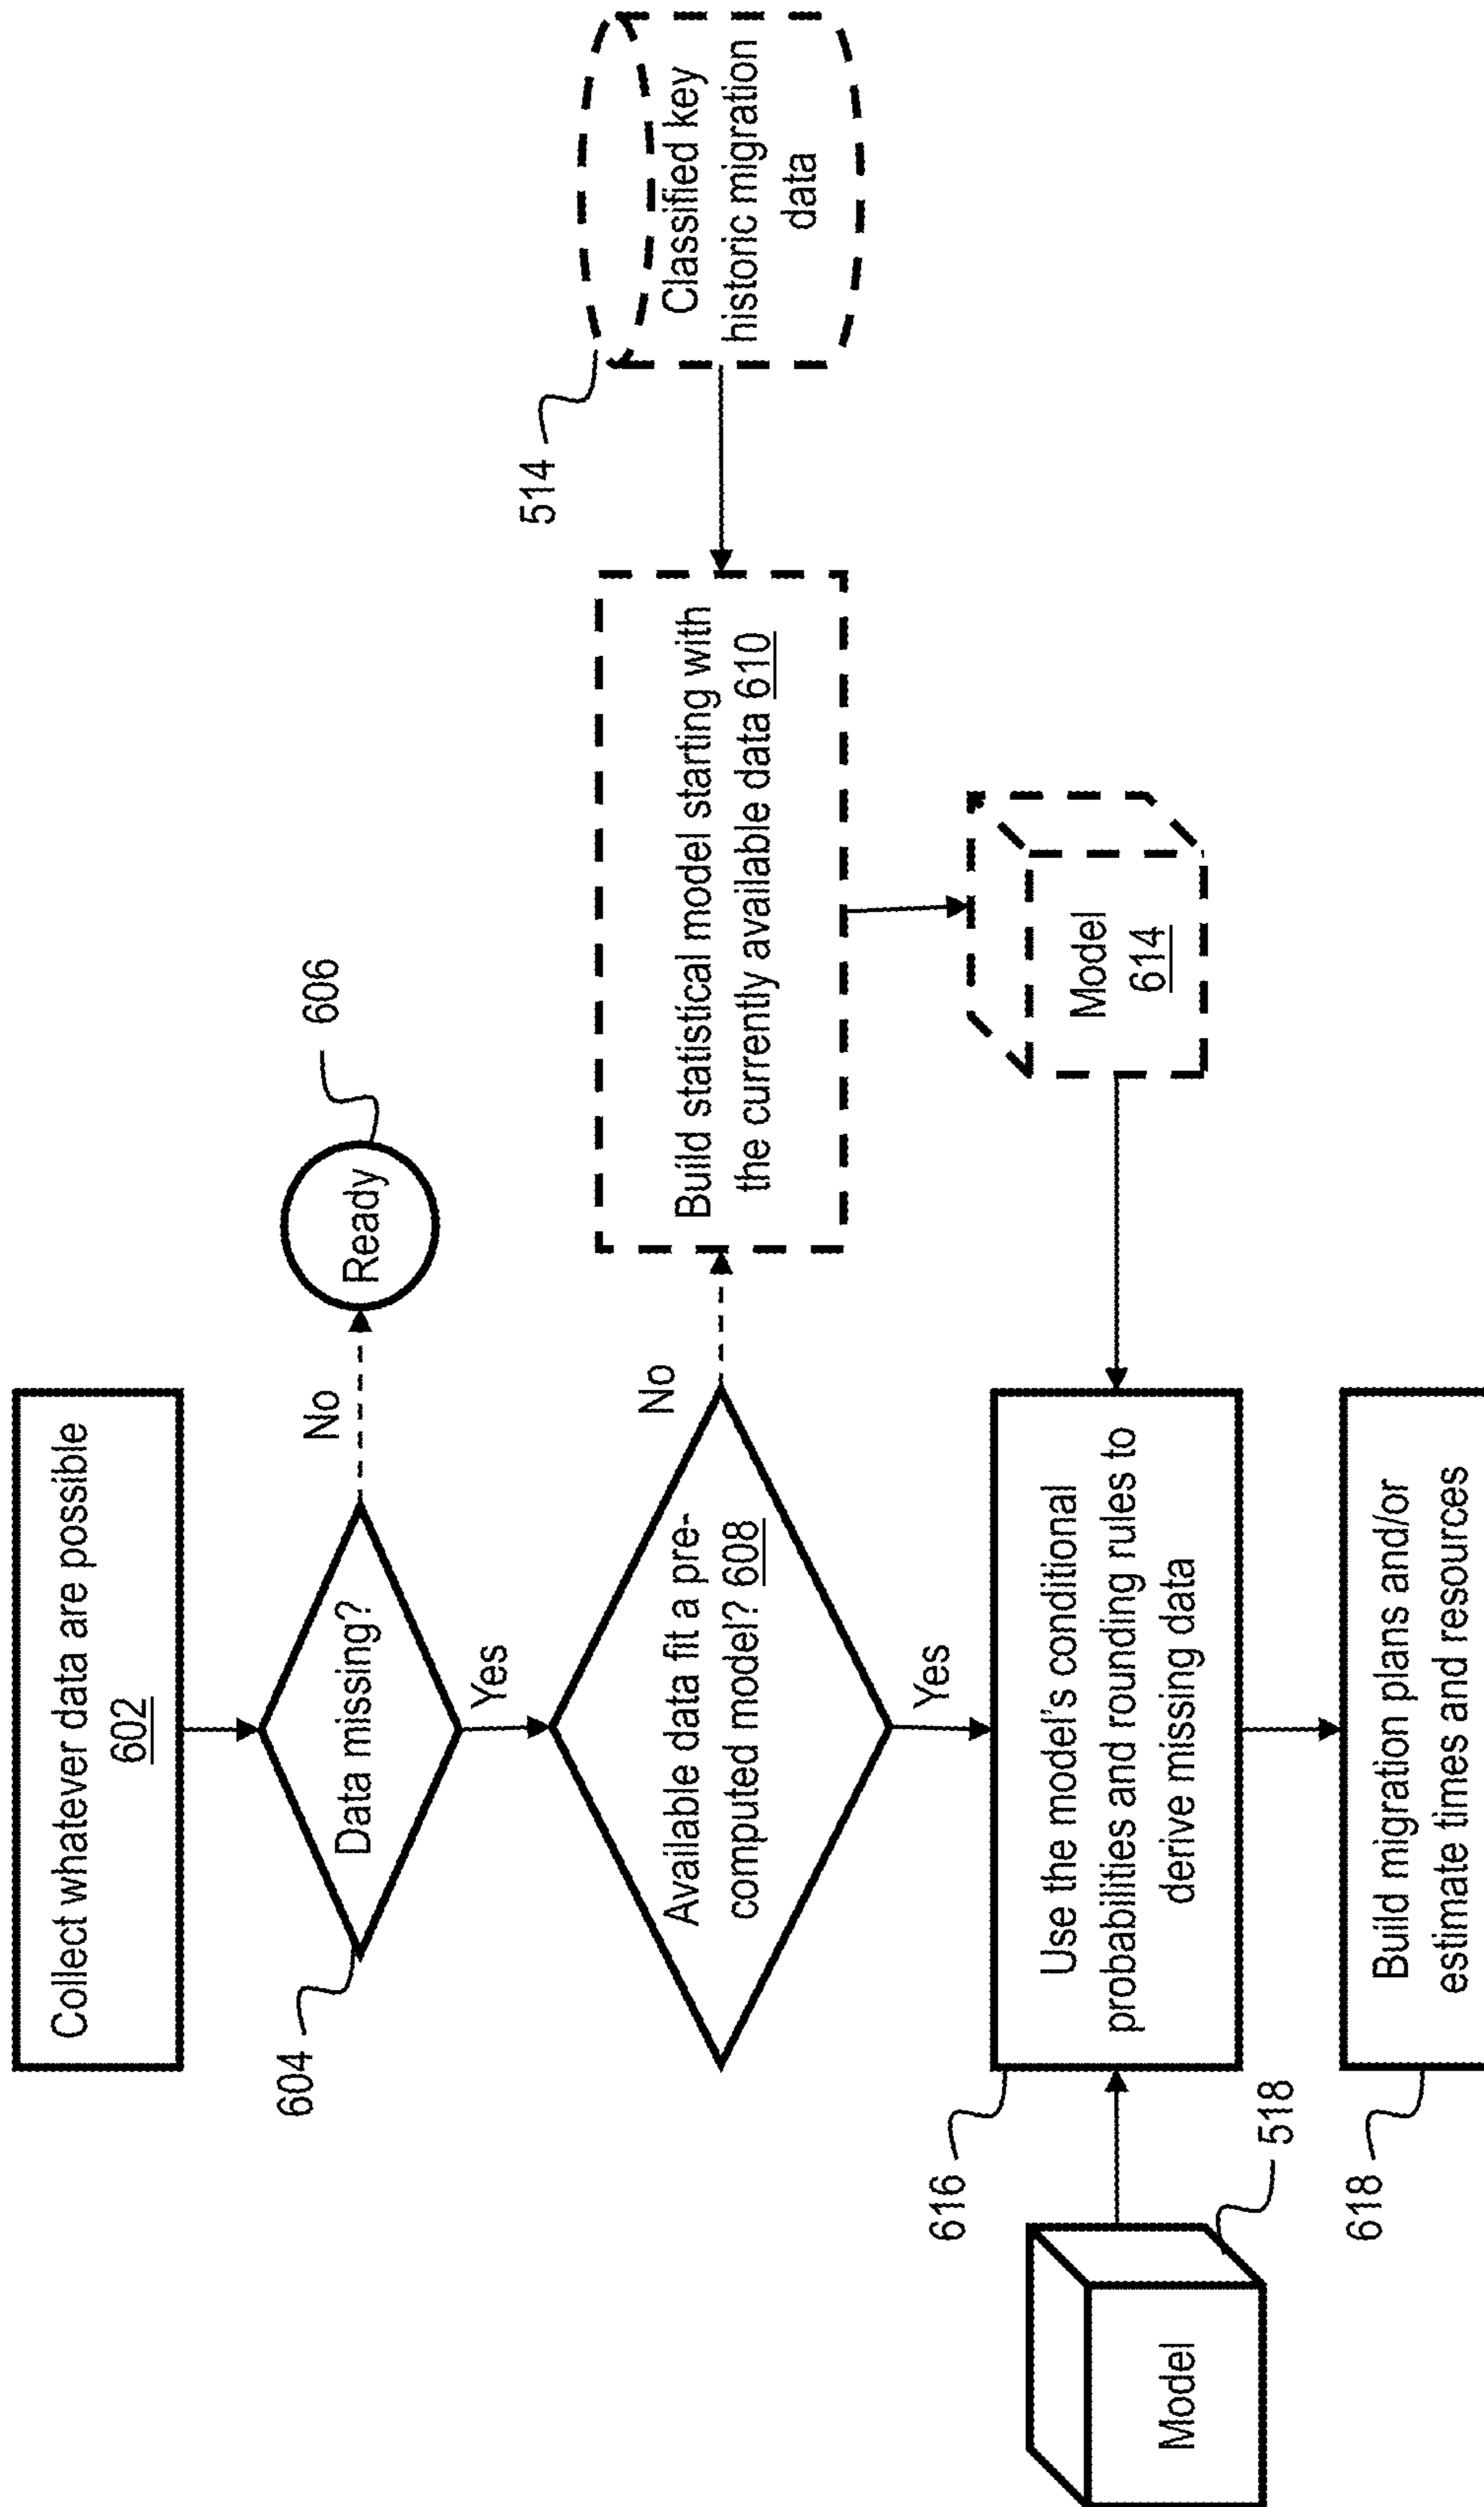 Collect whatever data are possible
602
604
Data missing?
No
Ready
606
Yes
Available data fit a pre-
computed model? 608
No
Build statistical model starting with
the currently available data 610
514
Classified key
historic migration
data
Yes
Model
614
616
Use the model's conditional
probabilities and rounding rules to
derive missing data
Model
518
618
Build migration plans and/or
estimate times and resources